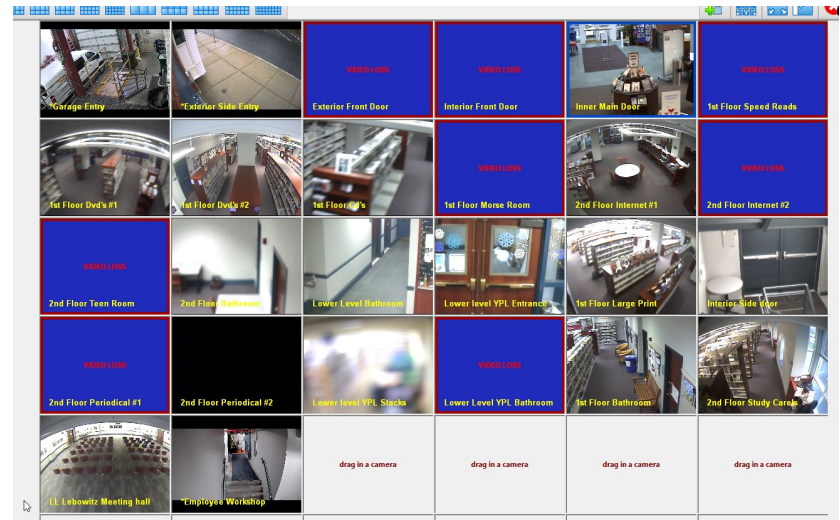 *Garage Entry
*Exterior Side Entry
VIDEO LOSS
Exterior Front Door
VIDEO LOSS
Interior Front Door
Inner Main Door
VIDEO LOSS
1st Floor Speed Reads
1st Floor Dvd's #1
1st Floor Dvd's #2
1st Floor Cd's
VIDEO LOSS
1st Floor Morse Room
2nd Floor Internet #1
VIDEO LOSS
2nd Floor Internet #2
VIDEO LOSS
2nd Floor Teen Room
2nd Floor Bathroom
Lower Level Bathroom
Lower level YPL Entrance
1st Floor Large Print
Interior Side door
VIDEO LOSS
2nd Floor Periodical #1
2nd Floor Periodical #2
Lower level YPL Stacks
VIDEO LOSS
Lower Level YPL Bathroom
1st Floor Bathroom
2nd Floor Study Carels
LL Lebowitz Meeting hall
*Employee Workshop
drag in a camera
drag in a camera
drag in a camera
drag in a camera